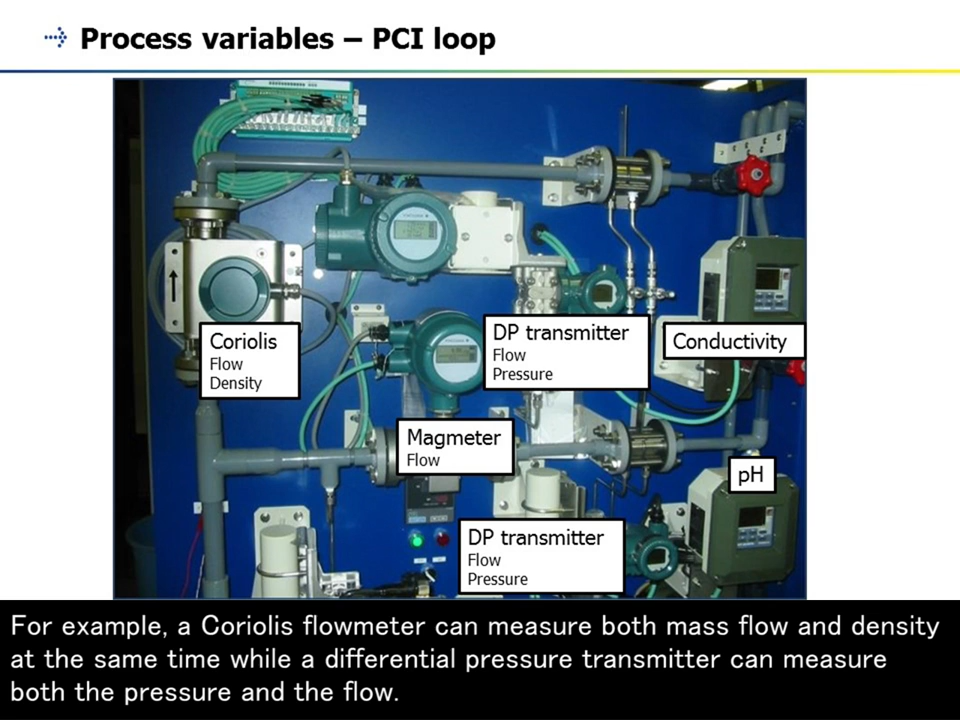 Process variables – PCI loop
Coriolis
Flow
Density
DP transmitter
Flow
Pressure
Conductivity
Magmeter
Flow
pH
DP transmitter
Flow
Pressure
For example, a Coriolis flowmeter can measure both mass flow and density
at the same time while a differential pressure transmitter can measure
both the pressure and the flow.